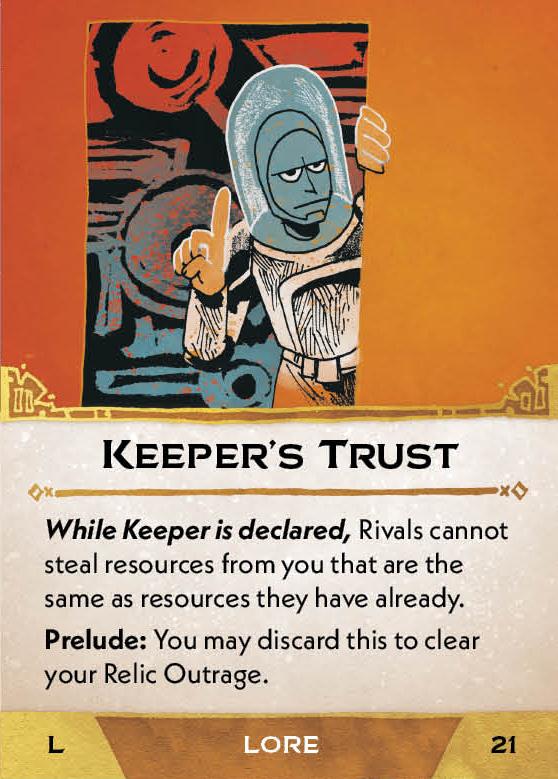 KEEPER'S TRUST
While Keeper is declared, Rivals cannot
steal resources from you that are the
same as resources they have already.
Prelude: You may discard this to clear
your Relic Outrage.
L LORE 21